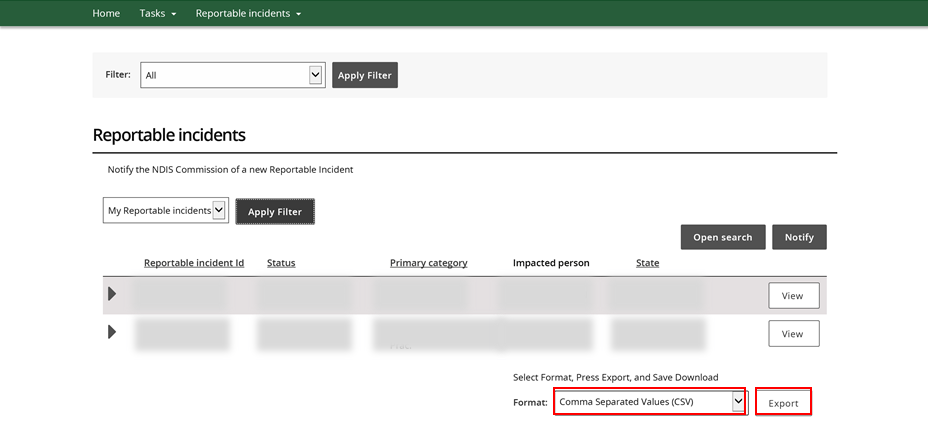 Home Tasks Reportable incidents
Filter: All Apply Filter
Reportable incidents
Notify the NDIS Commission of a new Reportable Incident
My Reportable incidents Apply Filter
Open search Notify
Reportable incident Id Status Primary category Impacted person State
View
View
Select Format, Press Export, and Save Download
Format: Comma Separated Values (CSV) Export